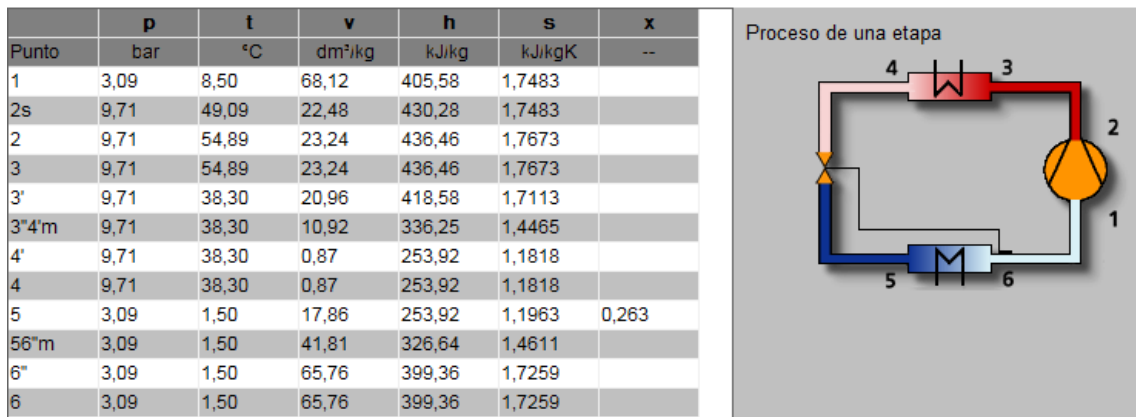 p t v h s x
Punto bar °C dm³/kg kJ/kg kJ/kgK --
1 3,09 8,50 68,12 405,58 1,7483
2s 9,71 49,09 22,48 430,28 1,7483
2 9,71 54,89 23,24 436,46 1,7673
3 9,71 54,89 23,24 436,46 1,7673
3' 9,71 38,30 20,96 418,58 1,7113
3"4'm 9,71 38,30 10,92 336,25 1,4465
4' 9,71 38,30 0,87 253,92 1,1818
4 9,71 38,30 0,87 253,92 1,1818
5 3,09 1,50 17,86 253,92 1,1963 0,263
56"m 3,09 1,50 41,81 326,64 1,4611
6" 3,09 1,50 65,76 399,36 1,7259
6 3,09 1,50 65,76 399,36 1,7259
Proceso de una etapa
4 3
2
1
5 6